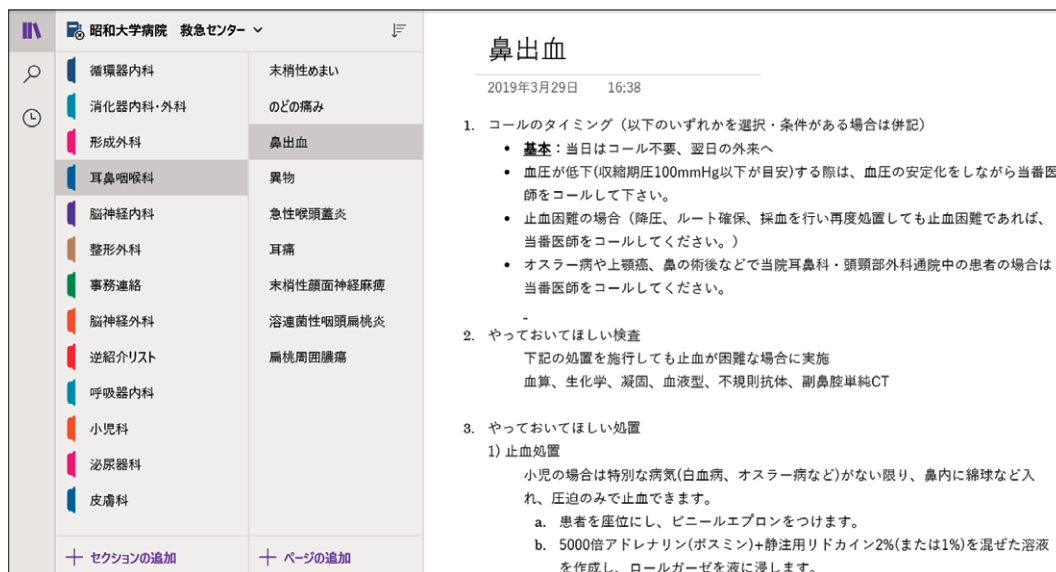 昭和大学病院 救急センター
循環器内科
消化器内科・外科
形成外科
耳鼻咽喉科
脳神経内科
整形外科
事務連絡
脳神経外科
逆紹介リスト
呼吸器内科
小児科
泌尿器科
皮膚科
セクションの追加
末梢性めまい
のどの痛み
鼻出血
異物
急性喉頭蓋炎
耳痛
末梢性顔面神経麻痺
溶連菌性咽頭扁桃炎
扁桃周囲膿瘍
ページの追加
鼻出血
2019年3月29日 16:38
1. コールのタイミング（以下のいずれかを選択・条件がある場合は併記）
• 基本：当日はコール不要、翌日の外来へ
• 血圧が低下(収縮期圧100mmHg以下が目安)する際は、血圧の安定化をしながら当番医
師をコールして下さい。
• 止血困難の場合（降圧、ルート確保、採血を行い再度処置しても止血困難であれば、
当番医師をコールしてください。）
• オスラー病や上顎癌、鼻の術後などで当院耳鼻科・頭頸部外科通院中の患者の場合は
当番医師をコールしてください。
-
2. やっておいてほしい検査
下記の処置を施行しても止血が困難な場合に実施
血算、生化学、凝固、血液型、不規則抗体、副鼻腔単純CT
3. やっておいてほしい処置
1) 止血処置
小児の場合は特別な病気(白血病、オスラー病など)がない限り、鼻内に綿球など入
れ、圧迫のみで止血できます。
a. 患者を座位にし、ビニールエプロンをつけます。
b. 5000倍アドレナリン(ボスミン)+静注用リドカイン2%(または1%)を混ぜた溶液
を作成し、ロールガーゼを液に浸します。